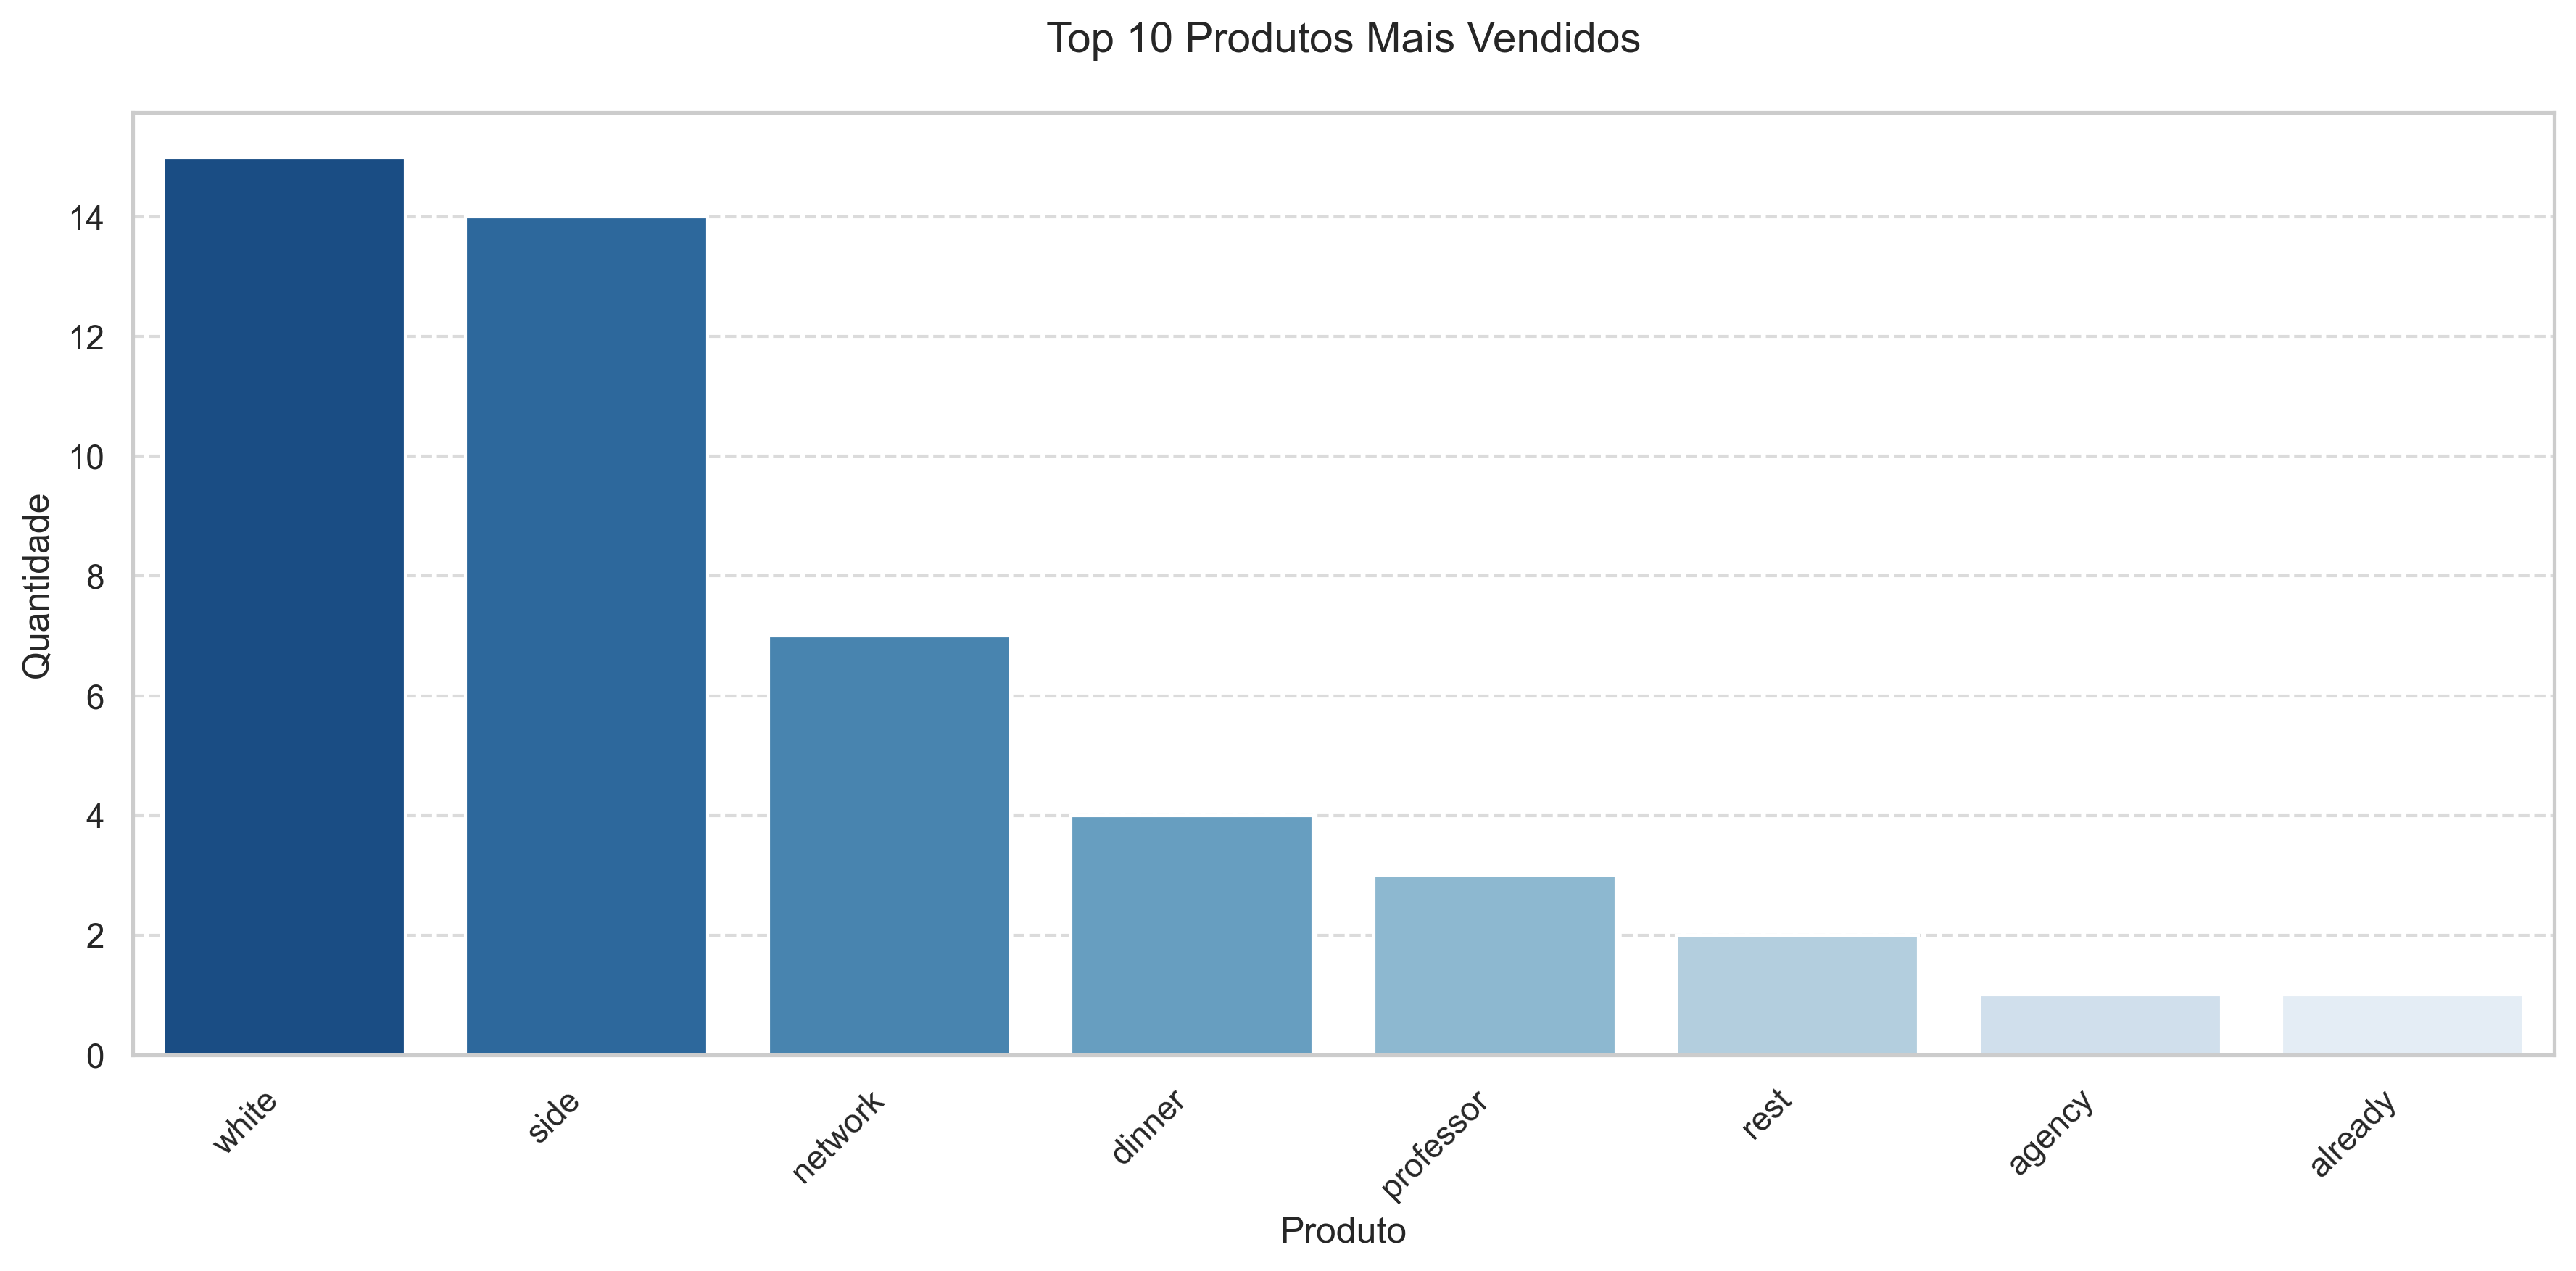 Top 10 Produtos Mais Vendidos
Quantidade
14
12
10
8
6
4
2
0
white
side
network
dinner
professor
rest
agency
already
Produto